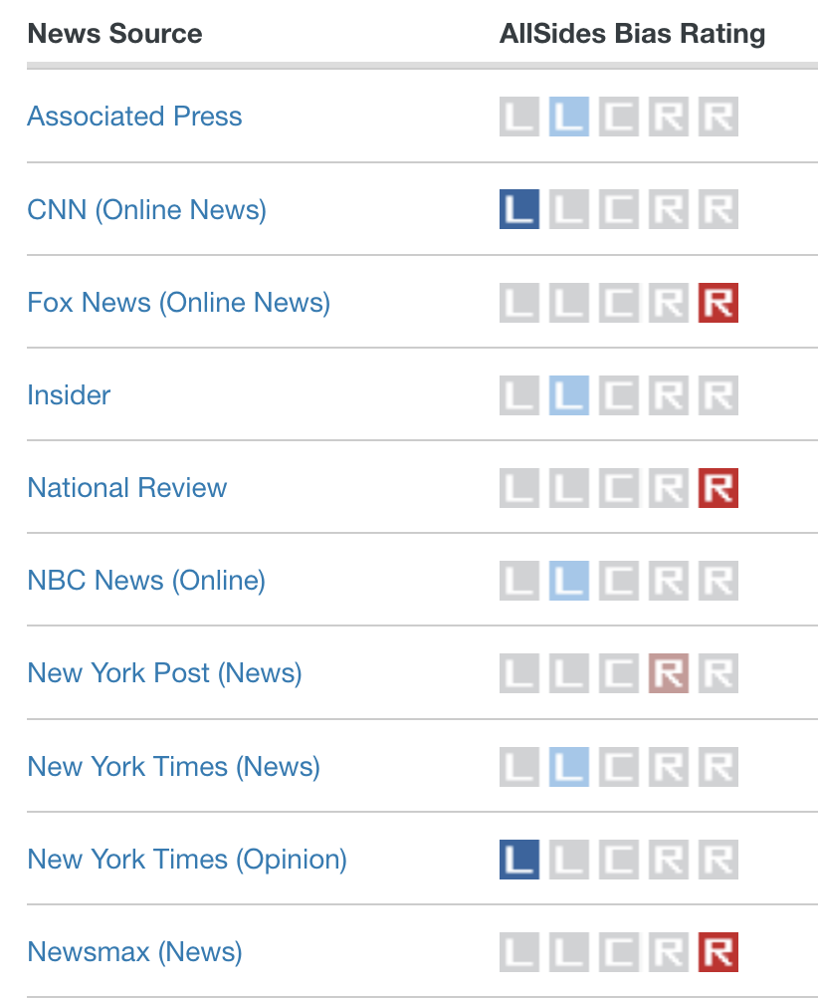 News Source AllSides Bias Rating
Associated Press L L C R R
CNN (Online News) L L C R R
Fox News (Online News) L L C R R
Insider L L C R R
National Review L L C R R
NBC News (Online) L L C R R
New York Post (News) L L C R R
New York Times (News) L L C R R
New York Times (Opinion) L L C R R
Newsmax (News) L L C R R